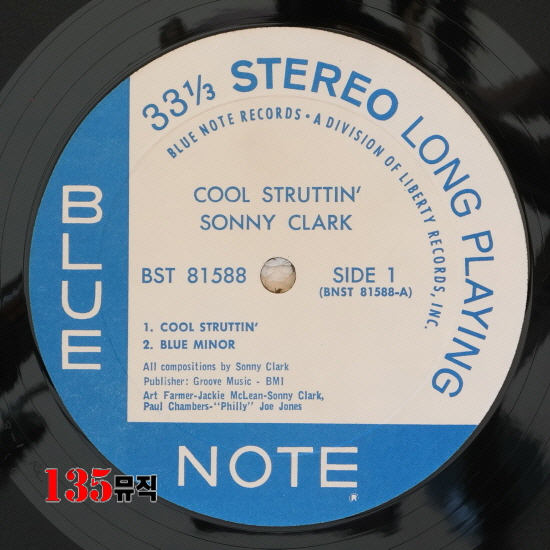 33⅓ STEREO LONG PLAYING
BLUE NOTE RECORDS • A DIVISION OF LIBERTY RECORDS, INC.
COOL STRUTTIN'
SONNY CLARK
BLUE
BST 81588
SIDE 1
(BNST 81588-A)
1. COOL STRUTTIN'
2. BLUE MINOR
All compositions by Sonny Clark
Publisher: Groove Music - BMI
Art Farmer-Jackie McLean-Sonny Clark,
Paul Chambers-"Philly" Joe Jones
NOTE
®
135뮤직